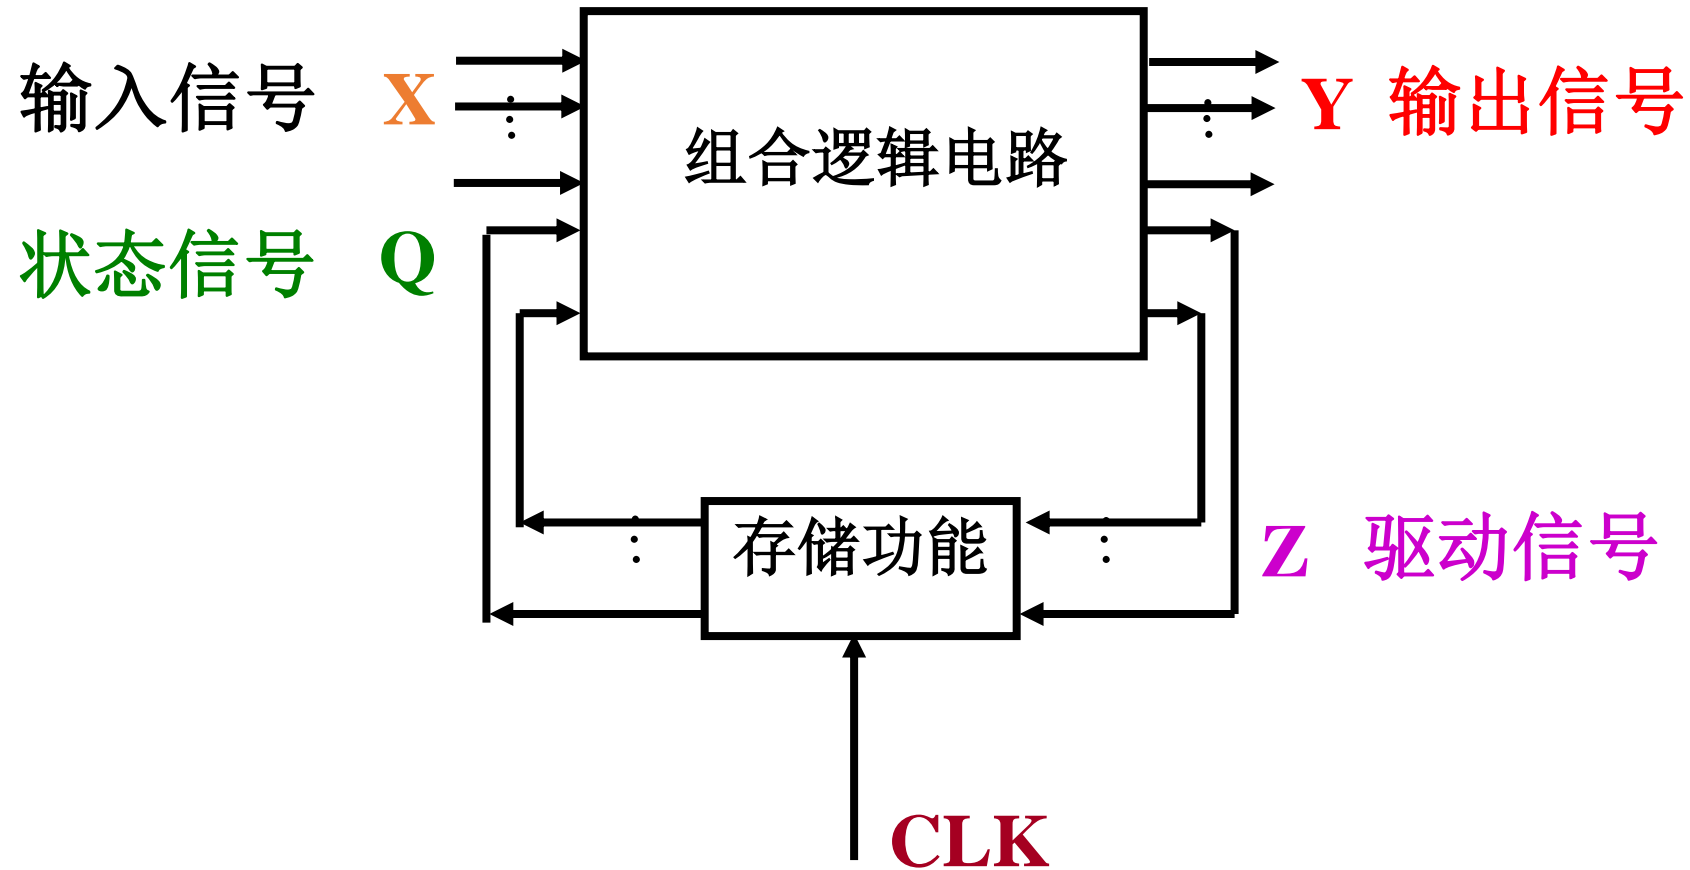 输入信号 X
Y 输出信号
组合逻辑电路
状态信号 Q
存储功能
Z 驱动信号
CLK